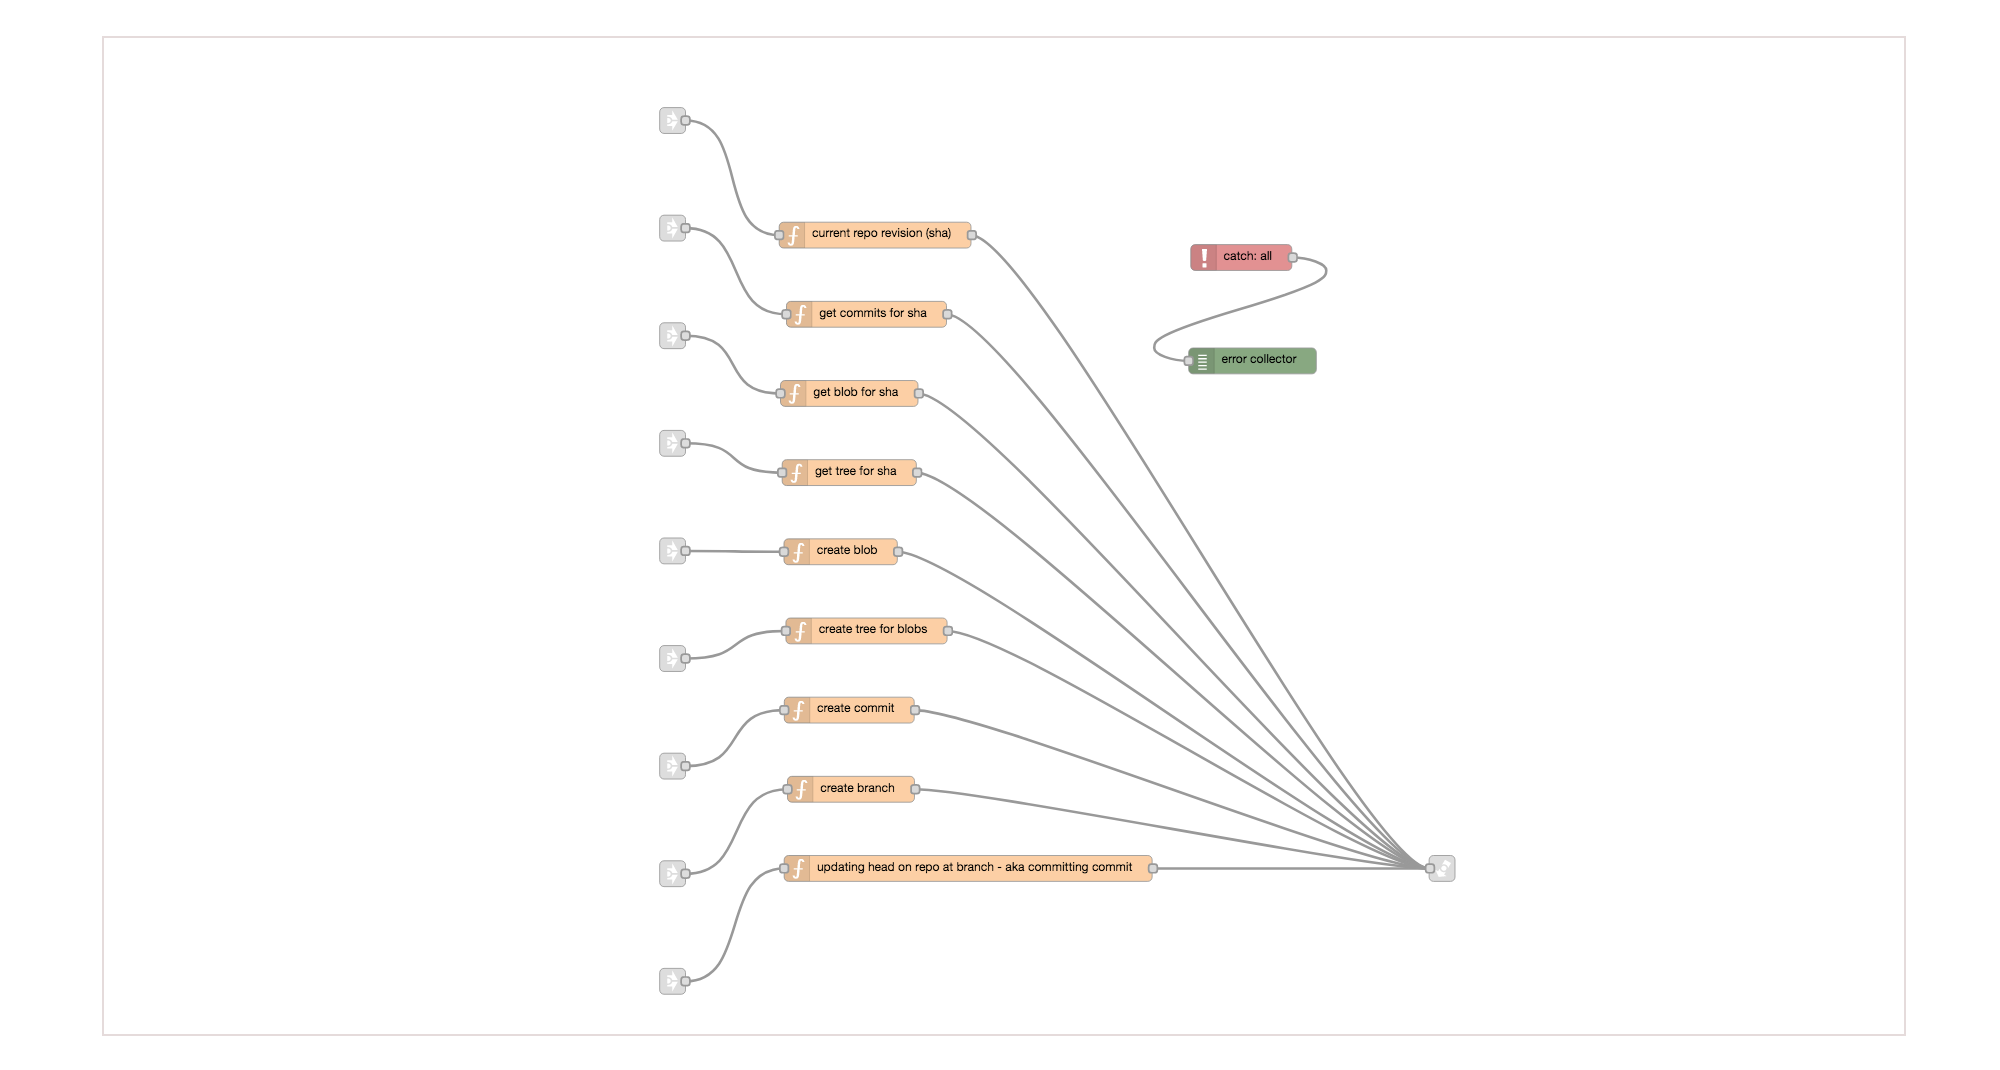 current repo revision (sha)
catch: all
get commits for sha
error collector
get blob for sha
get tree for sha
create blob
create tree for blobs
create commit
create branch
updating head on repo at branch - aka committing commit